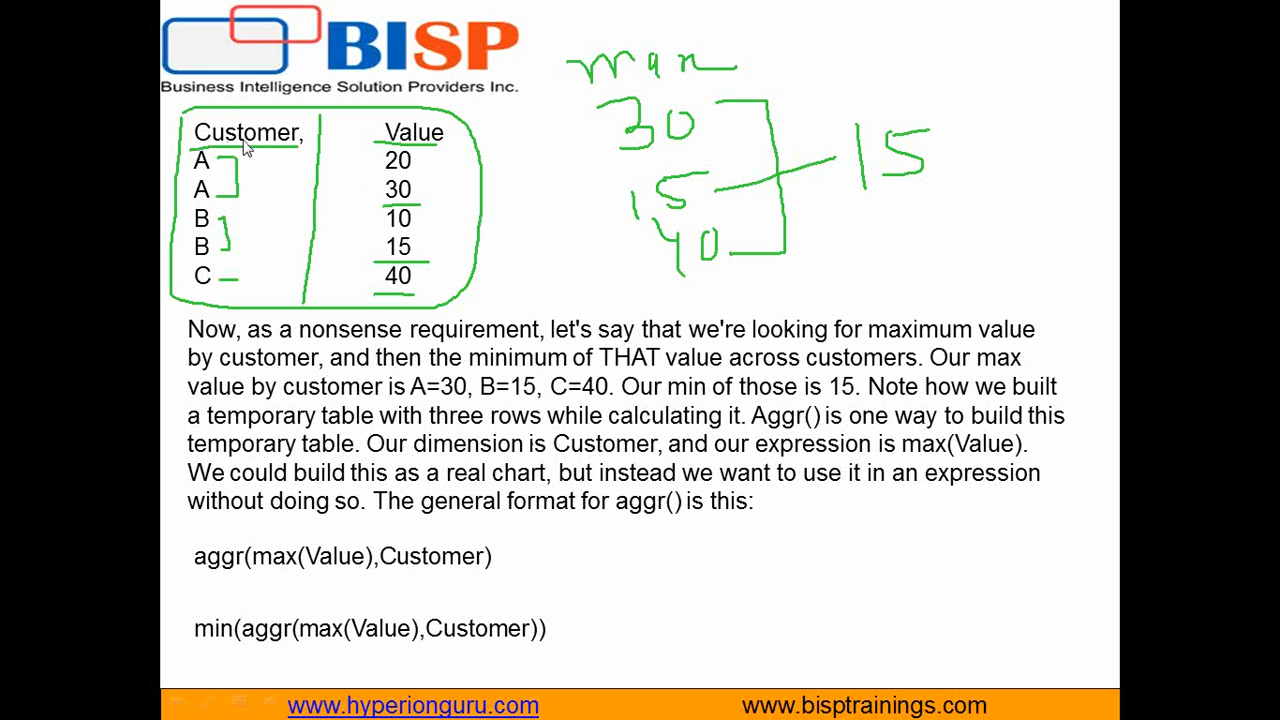 BISP
Business Intelligence Solution Providers Inc.
max
30
15
40
15
Customer, Value
A 20
A 30
B 10
B 15
C 40
Now, as a nonsense requirement, let's say that we're looking for maximum value
by customer, and then the minimum of THAT value across customers. Our max
value by customer is A=30, B=15, C=40. Our min of those is 15. Note how we built
a temporary table with three rows while calculating it. Aggr() is one way to build this
temporary table. Our dimension is Customer, and our expression is max(Value).
We could build this as a real chart, but instead we want to use it in an expression
without doing so. The general format for aggr() is this:
aggr(max(Value),Customer)
min(aggr(max(Value),Customer))
www.hyperionguru.com www.bisptrainings.com